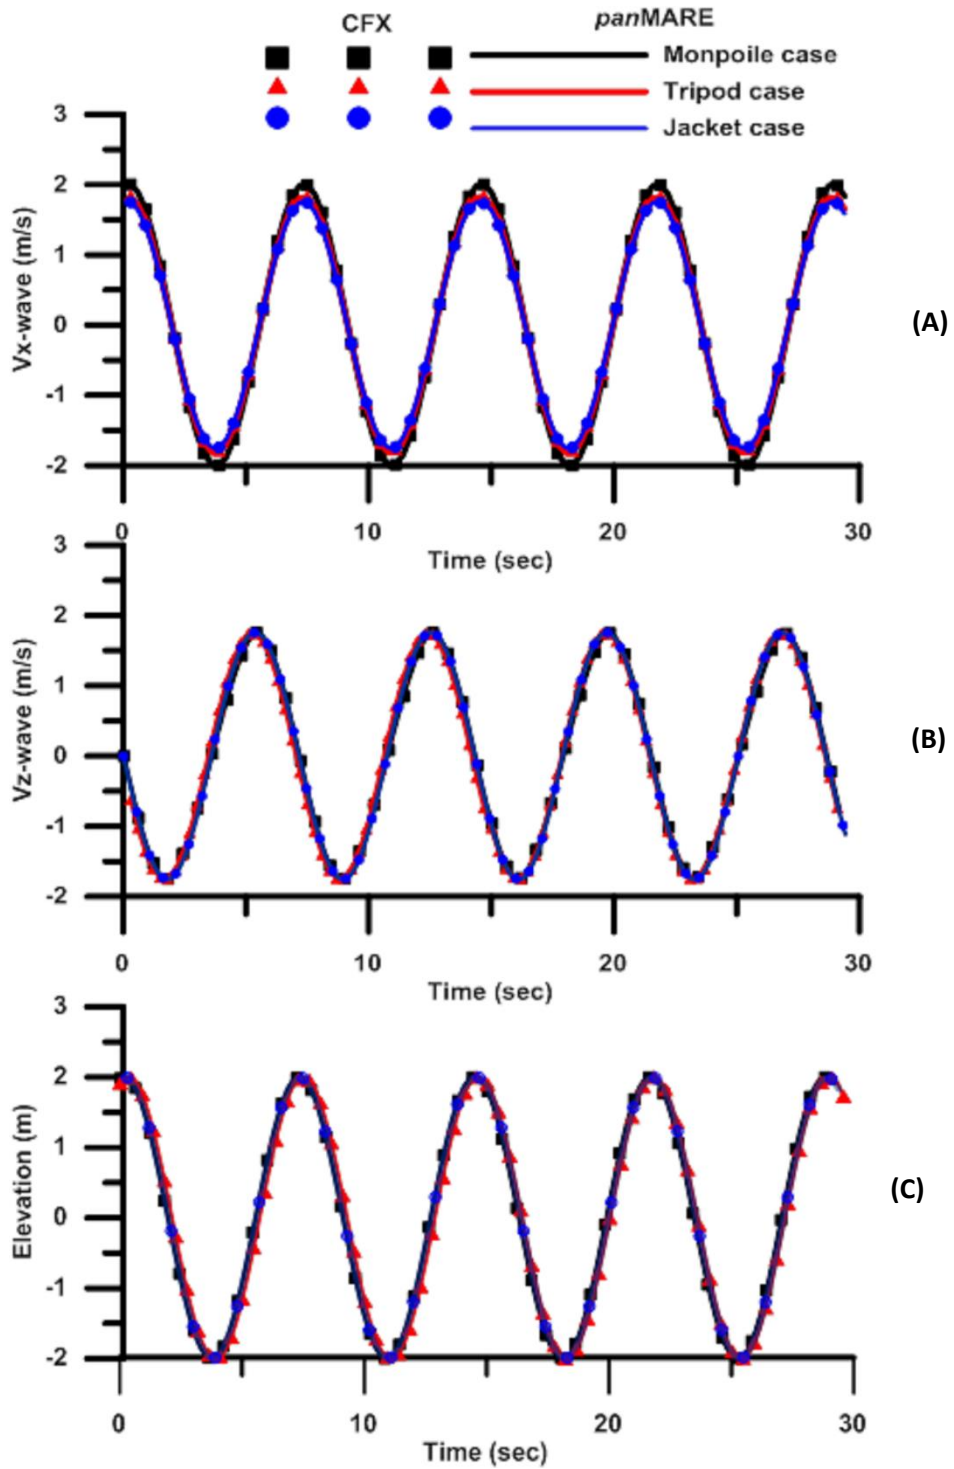 CFX panMARE
Monpoile case
Tripod case
Jacket case
3
2
1
0
-1
-2
Vx-wave (m/s)
(A)
0 10 20 30
Time (sec)
3
2
1
0
-1
-2
Vz-wave (m/s)
(B)
0 10 20 30
Time (sec)
3
2
1
0
-1
-2
Elevation (m)
(C)
0 10 20 30
Time (sec)